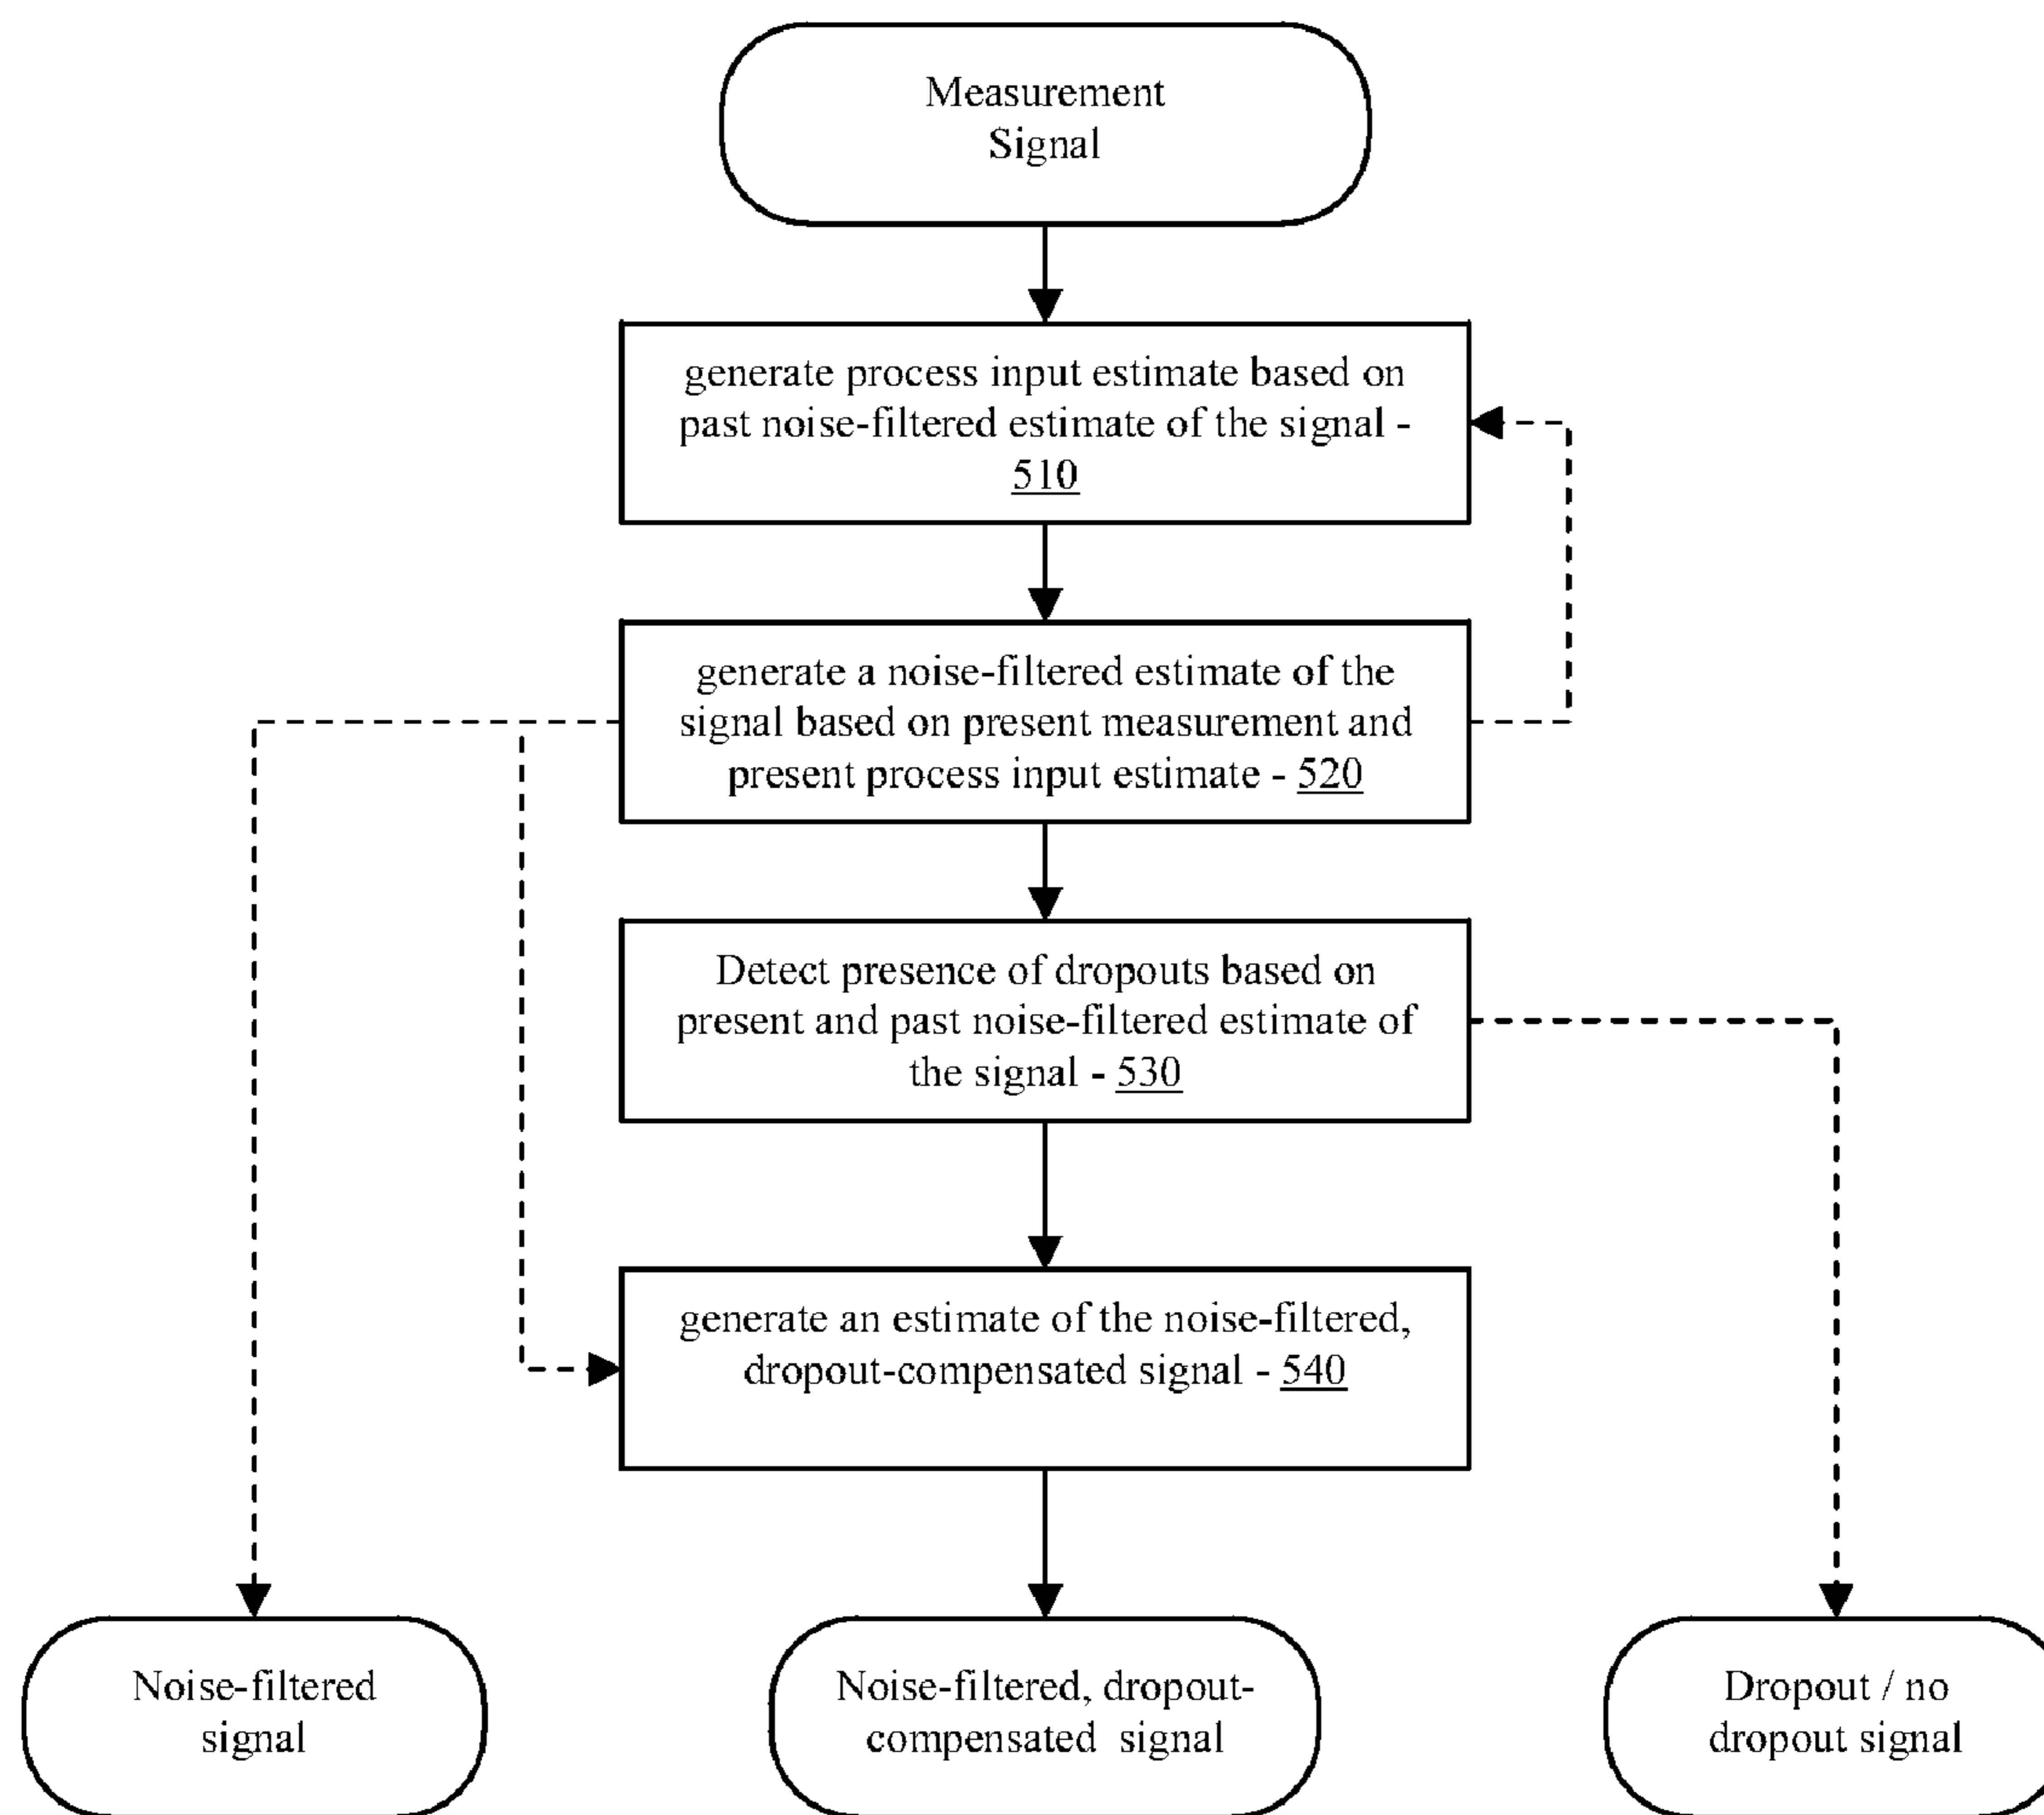 Measurement
Signal
generate process input estimate based on
past noise-filtered estimate of the signal -
510
generate a noise-filtered estimate of the
signal based on present measurement and
present process input estimate - 520
Detect presence of dropouts based on
present and past noise-filtered estimate of
the signal - 530
generate an estimate of the noise-filtered,
dropout-compensated signal - 540
Noise-filtered
signal
Noise-filtered, dropout-
compensated signal
Dropout / no
dropout signal